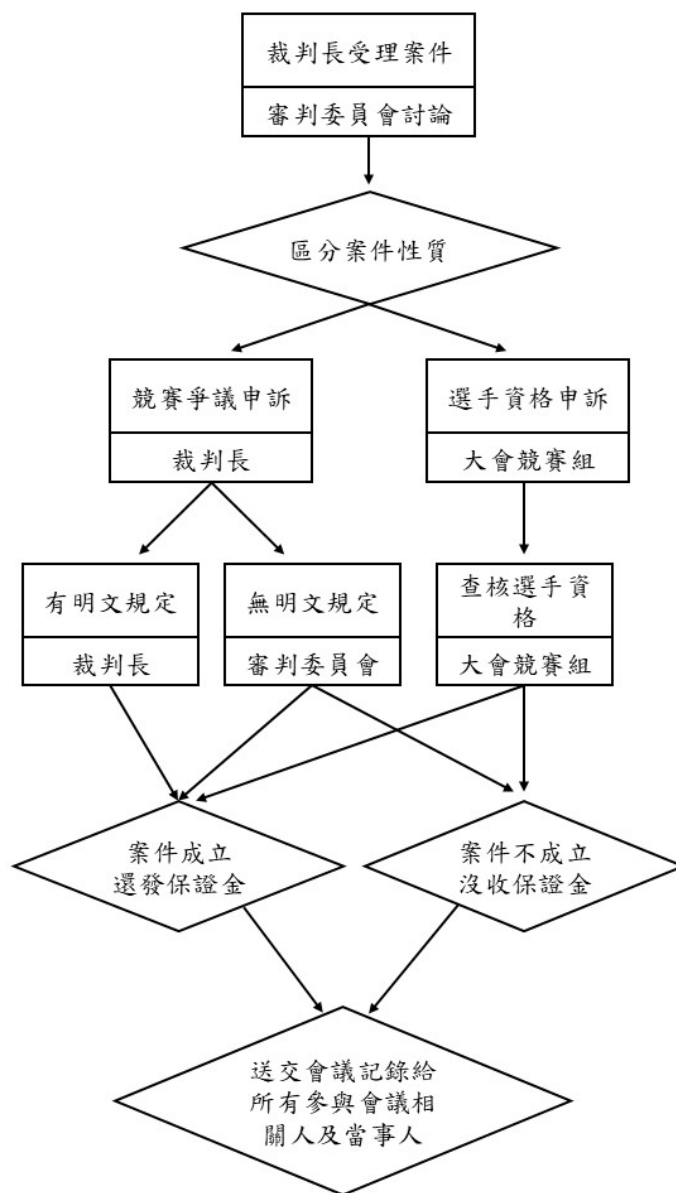 裁判長受理案件
審判委員會討論
區分案件性質
競賽爭議申訴
裁判長
選手資格申訴
大會競賽組
有明文規定
裁判長
無明文規定
審判委員會
查核選手資
格
大會競賽組
案件成立
還發保證金
案件不成立
沒收保證金
送交會議記錄給
所有參與會議相
關人及當事人